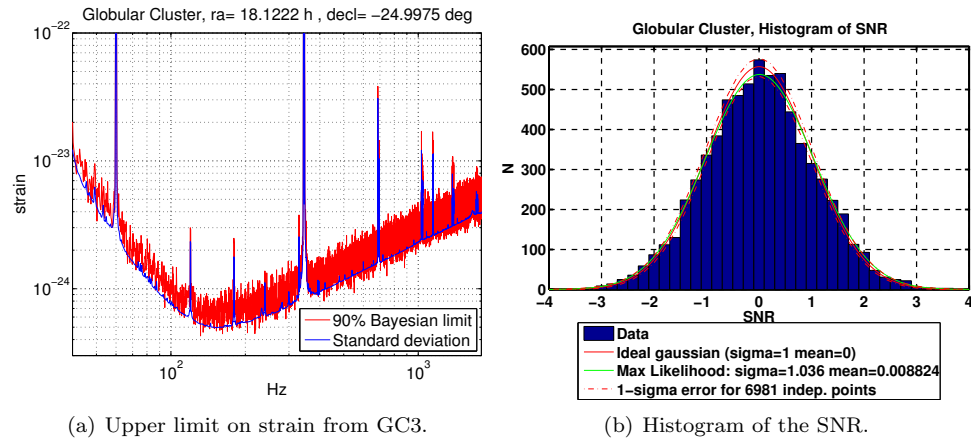 Globular Cluster, ra= 18.1222 h , decl= −24.9975 deg
10^-22
10^-23
10^-24
strain
10^2
10^3
Hz
90% Bayesian limit
Standard deviation
(a) Upper limit on strain from GC3.
Globular Cluster, Histogram of SNR
600
500
400
300
200
100
0
N
−4 −3 −2 −1 0 1 2 3 4
SNR
Data
Ideal gaussian (sigma=1 mean=0)
Max Likelihood: sigma=1.036 mean=0.008824
1-sigma error for 6981 indep. points
(b) Histogram of the SNR.